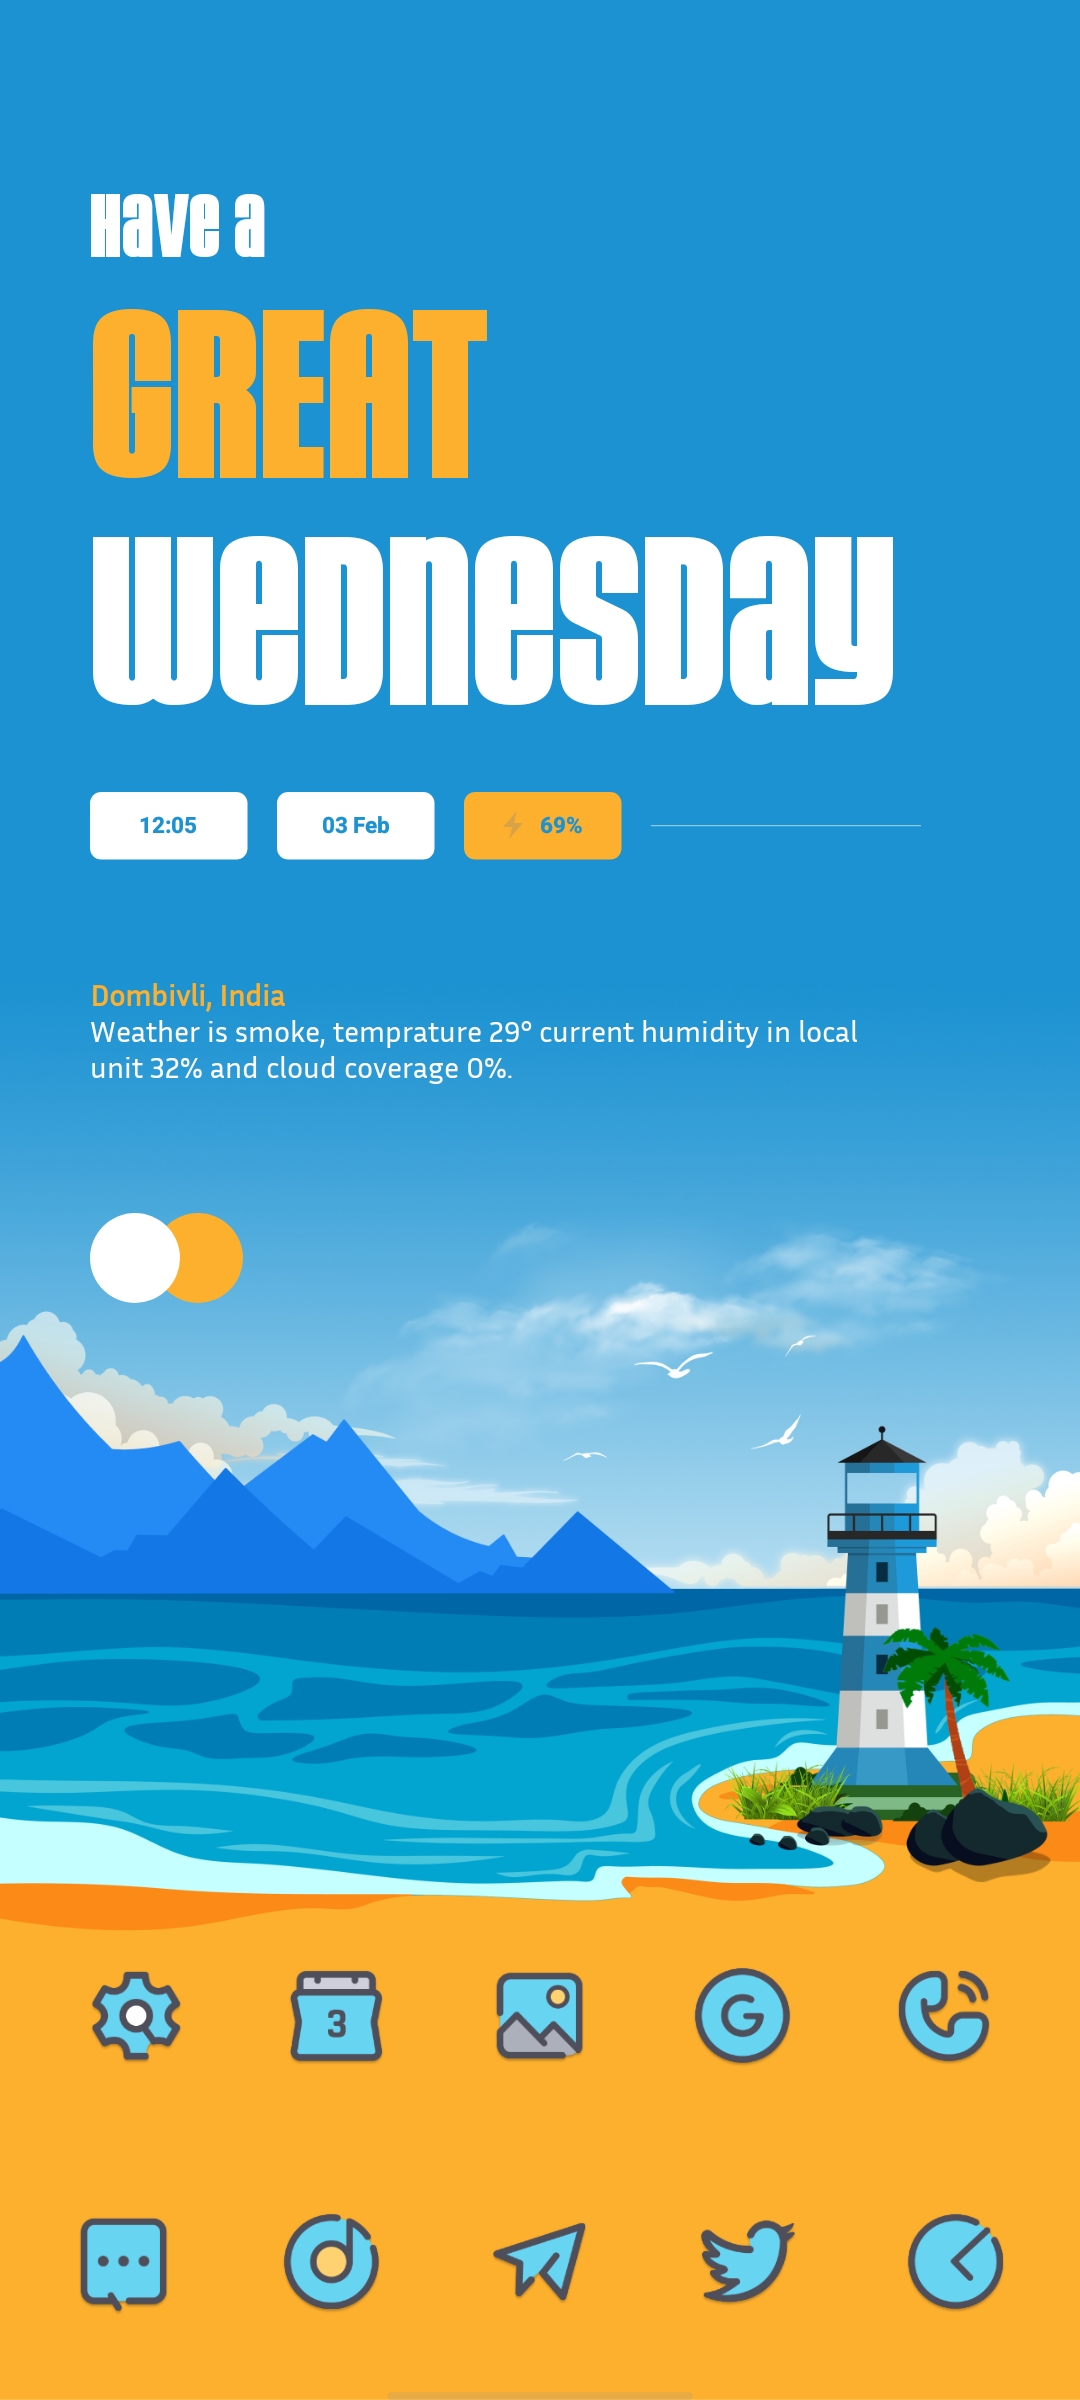 Have a
GREAT
weDnesDay
12:05 03 Feb 69%
Dombivli, India
Weather is smoke, temprature 29° current humidity in local
unit 32% and cloud coverage 0%.
3 G